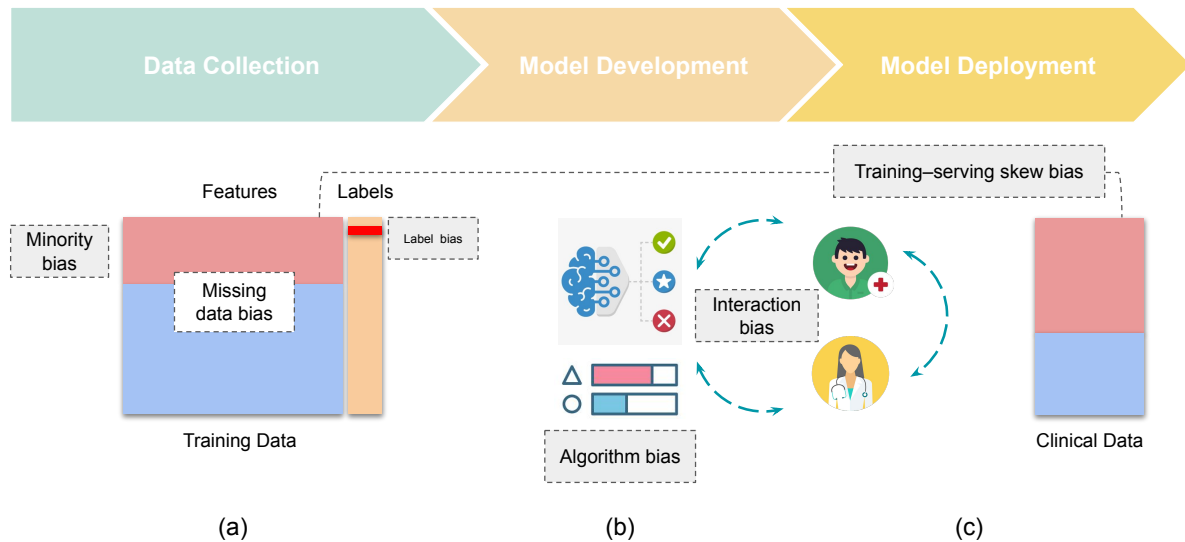 Data Collection
Model Development
Model Deployment
Training–serving skew bias
Features
Labels
Minority
bias
Label bias
Missing
data bias
Interaction
bias
Training Data
Algorithm bias
Clinical Data
(a)
(b)
(c)